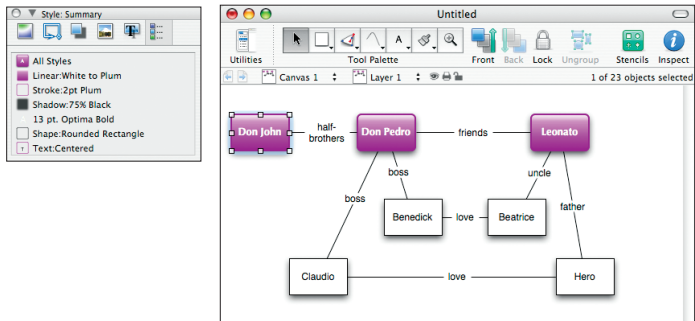 Style: Summary
All Styles
Linear:White to Plum
Stroke:2pt Plum
Shadow:75% Black
13 pt. Optima Bold
Shape:Rounded Rectangle
Text:Centered
Untitled
Utilities
Tool Palette
Front
Back
Lock
Ungroup
Stencils
Inspect
Canvas 1
Layer 1
1 of 23 objects selected
Don John
half-
brothers
Don Pedro
friends
Leonato
boss
uncle
boss
father
Benedick
love
Beatrice
Claudio
love
Hero